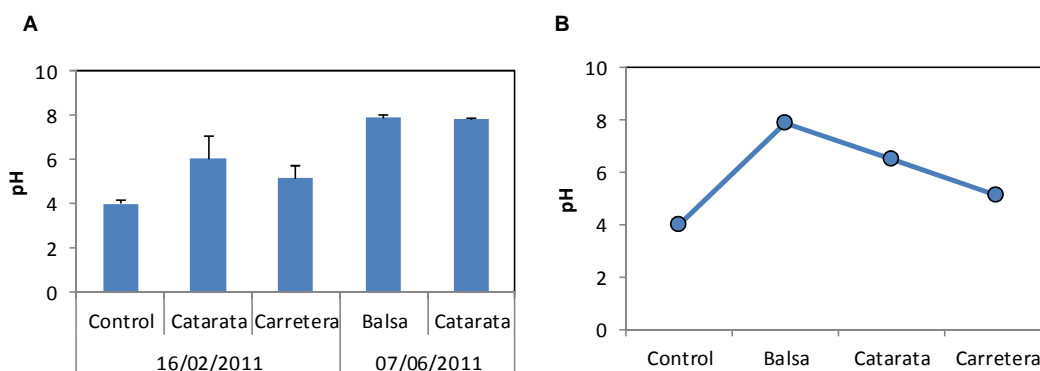 A
10
8
6
4
2
0
pH
Control Catarata Carretera Balsa Catarata
16/02/2011 07/06/2011
B
10
8
6
4
2
0
pH
Control Balsa Catarata Carretera